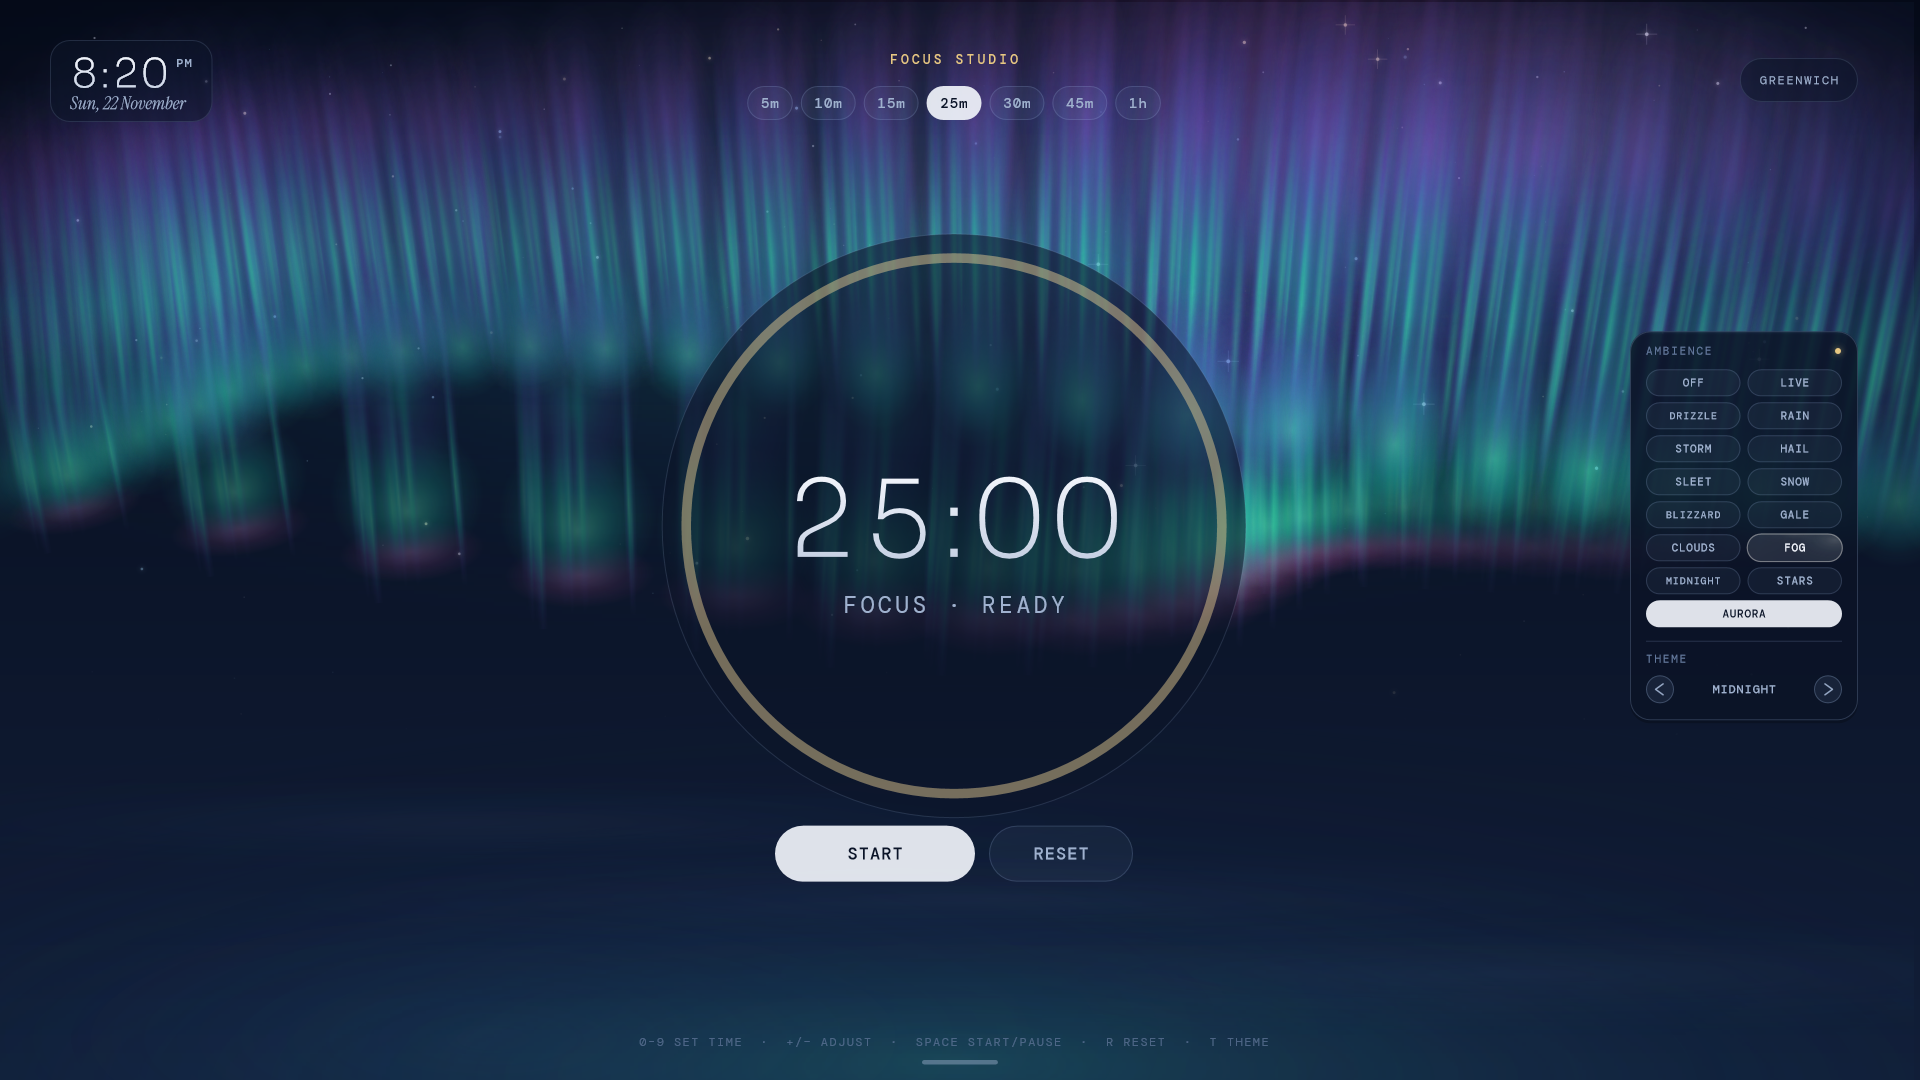 8:20 PM
Sun, 22 November
FOCUS STUDIO
5m 10m 15m 25m 30m 45m 1h
GREENWICH
25:00
FOCUS · READY
START RESET
AMBIENCE
OFF LIVE
DRIZZLE RAIN
STORM HAIL
SLEET SNOW
BLIZZARD GALE
CLOUDS FOG
MIDNIGHT STARS
AURORA
THEME
< MIDNIGHT >
0-9 SET TIME · +/- ADJUST · SPACE START/PAUSE · R RESET · T THEME